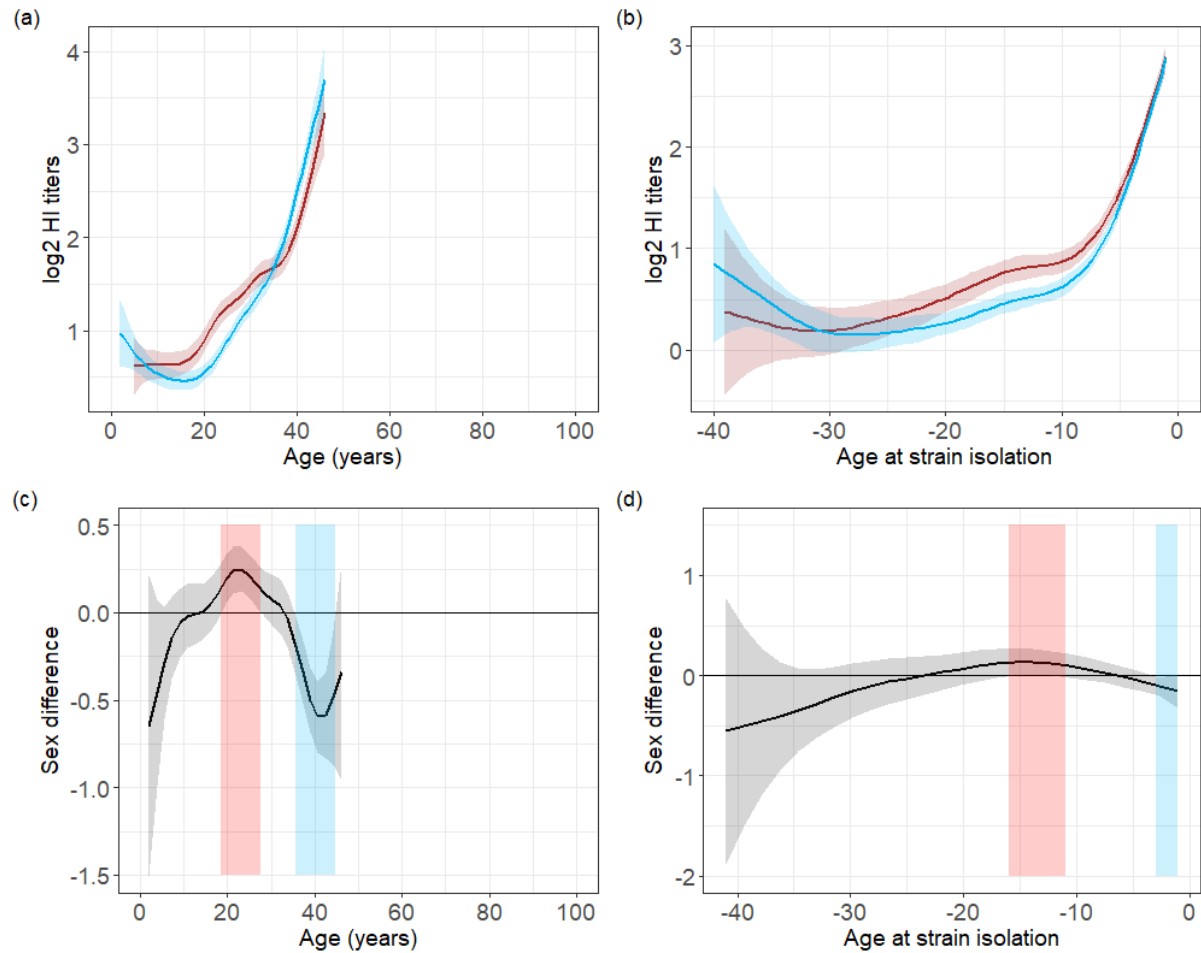 (a)
4
3
2
1
log2 HI titers
0 20 40 60 80 100
Age (years)
(b)
3
2
1
0
log2 HI titers
-40 -30 -20 -10 0
Age at strain isolation
(c)
0.5
0.0
-0.5
-1.0
-1.5
Sex difference
0 20 40 60 80 100
Age (years)
(d)
1
0
-1
-2
Sex difference
-40 -30 -20 -10 0
Age at strain isolation